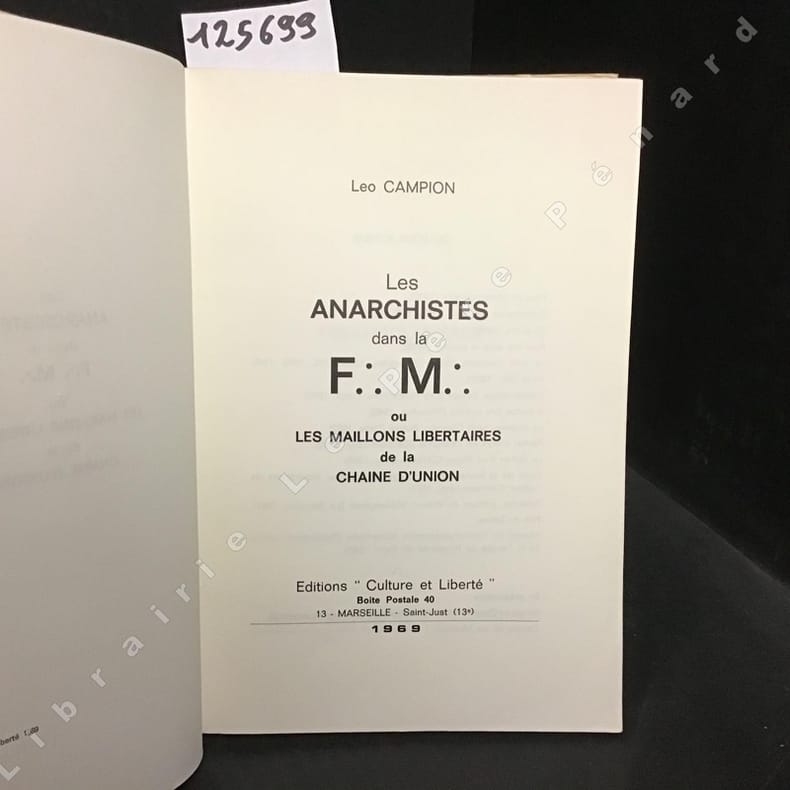 125699
Leo CAMPION
Les
ANARCHISTES
dans la
F∴ M∴
ou
LES MAILLONS LIBERTAIRES
de la
CHAINE D'UNION
Editions " Culture et Liberté "
Boite Postale 40
13 - MARSEILLE - Saint-Just (13e)
1969
Librairie Le Père Pénard